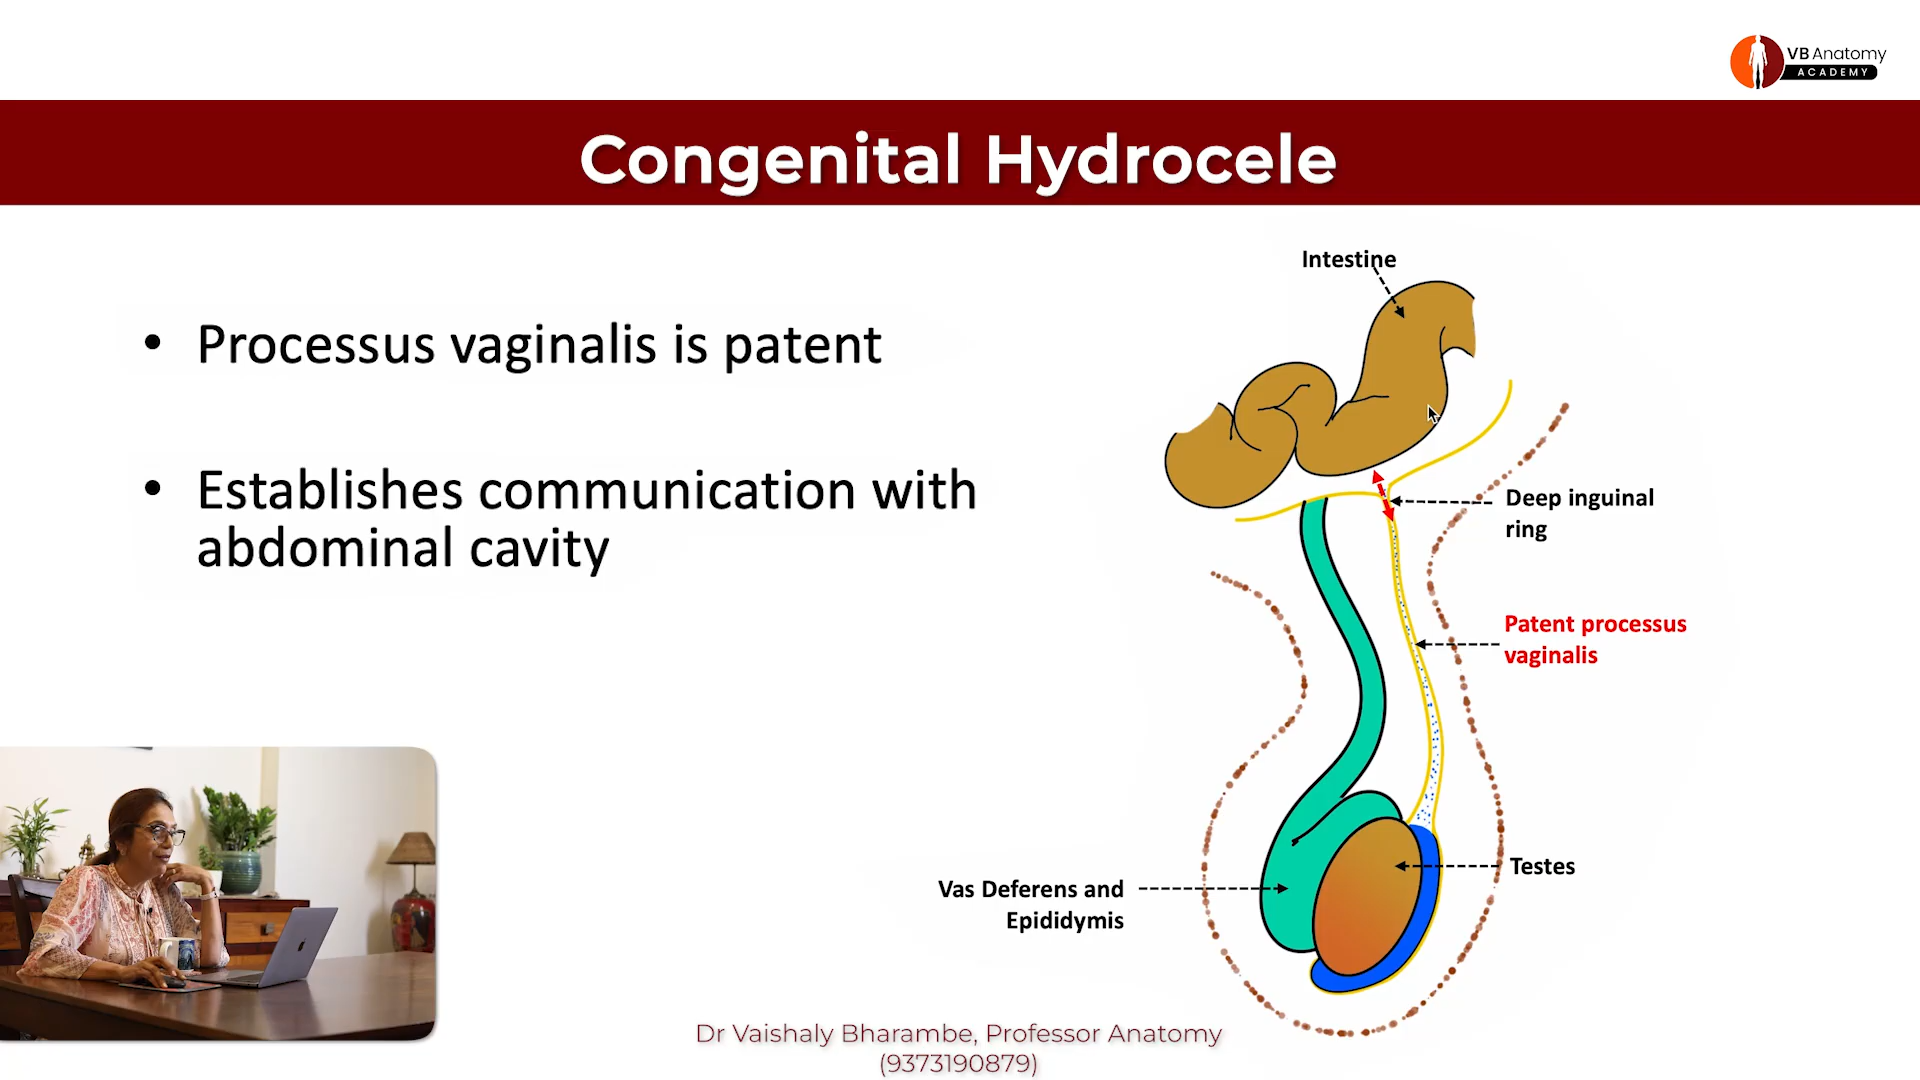 VB Anatomy
ACADEMY
Congenital Hydrocele
• Processus vaginalis is patent
• Establishes communication with
abdominal cavity
Intestine
Deep inguinal
ring
Patent processus
vaginalis
Testes
Vas Deferens and
Epididymis
Dr Vaishaly Bharambe, Professor Anatomy
(9373190879)